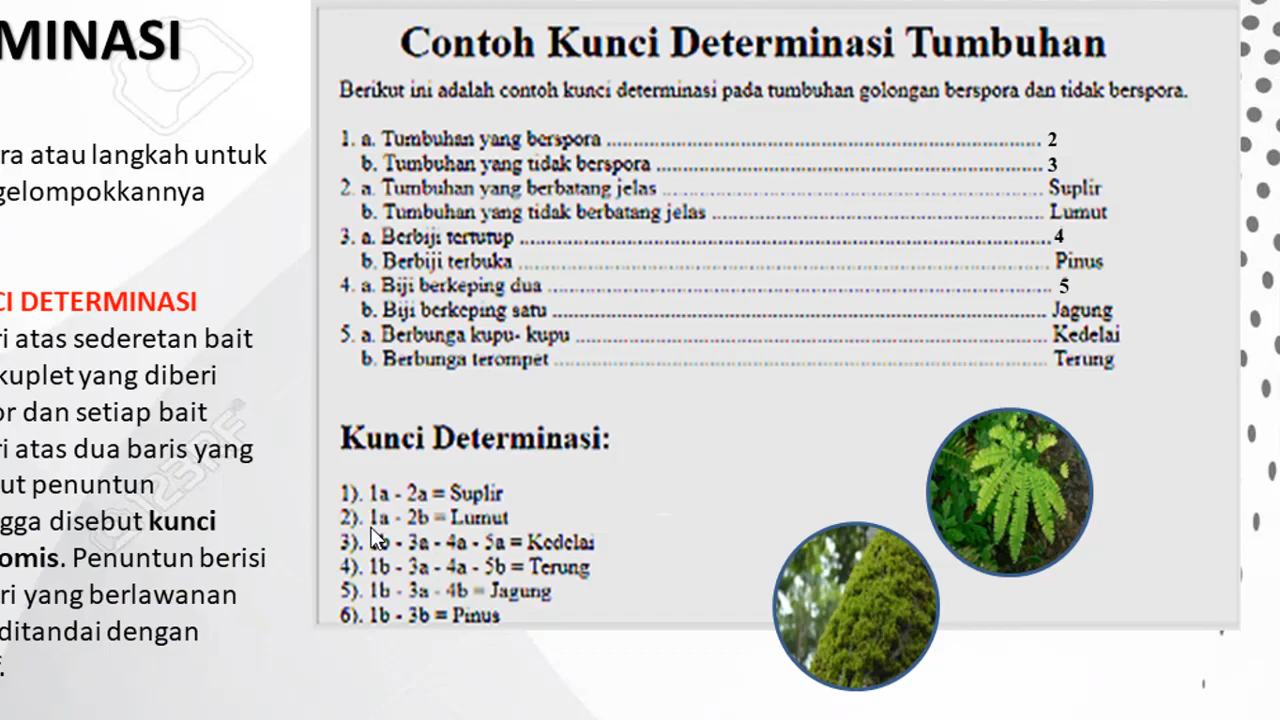 MINASI
ra atau langkah untuk
gelompokkannya
CI DETERMINASI
ri atas sederetan bait
kuplet yang diberi
or dan setiap bait
ri atas dua baris yang
ut penuntun
ngga disebut kunci
omis. Penuntun berisi
ri yang berlawanan
ditandai dengan
Contoh Kunci Determinasi Tumbuhan
Berikut ini adalah contoh kunci determinasi pada tumbuhan golongan berspora dan tidak berspora.
1. a. Tumbuhan yang berspora ........ 2
b. Tumbuhan yang tidak berspora ........ 3
2. a. Tumbuhan yang berbatang jelas ........ Suplir
b. Tumbuhan yang tidak berbatang jelas ........ Lumut
3. a. Berbiji tertutup ........ 4
b. Berbiji terbuka ........ Pinus
4. a. Biji berkeping dua ........ 5
b. Biji berkeping satu ........ Jagung
5. a. Berbunga kupu- kupu ........ Kedelai
b. Berbunga terompet ........ Terung
Kunci Determinasi:
1). 1a - 2a = Suplir
2). 1a - 2b = Lumut
3). 1b - 3a - 4a - 5a = Kedelai
4). 1b - 3a - 4a - 5b = Terung
5). 1b - 3a - 4b = Jagung
6). 1b - 3b = Pinus